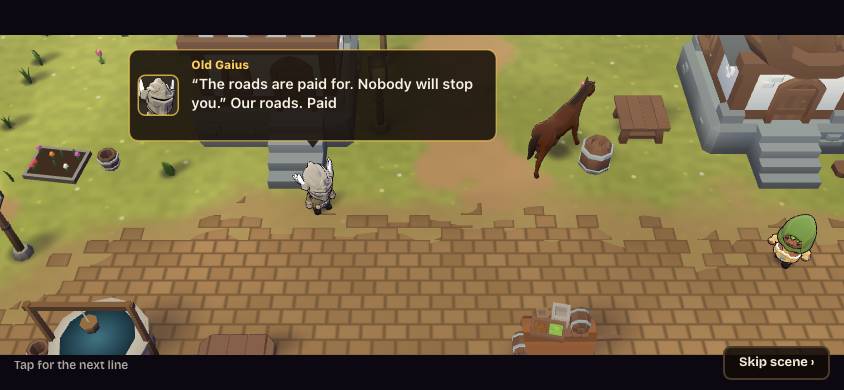 Old Gaius
“The roads are paid for. Nobody will stop
you.” Our roads. Paid
Tap for the next line
Skip scene ›